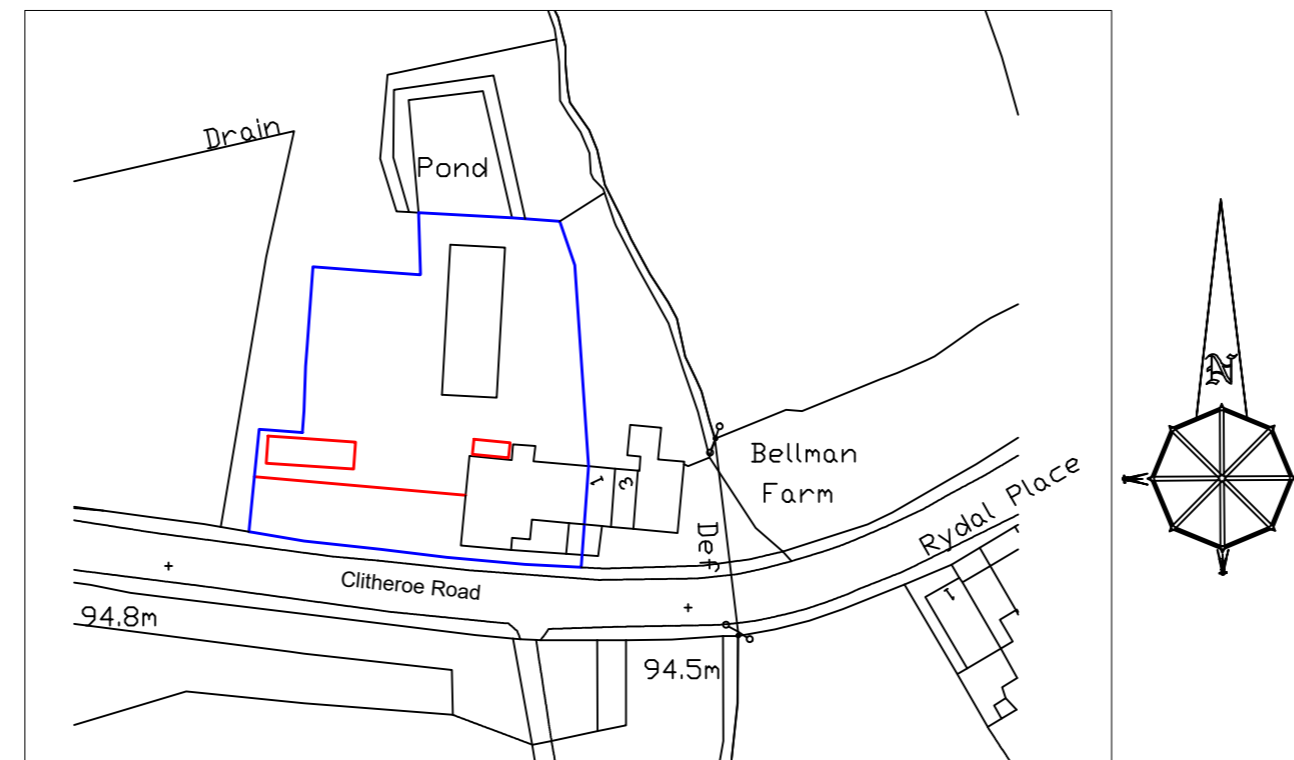 Drain
Pond
N
Bellman
Farm
1
3
Def
Rydal Place
Clitheroe Road
1
94.8m
94.5m